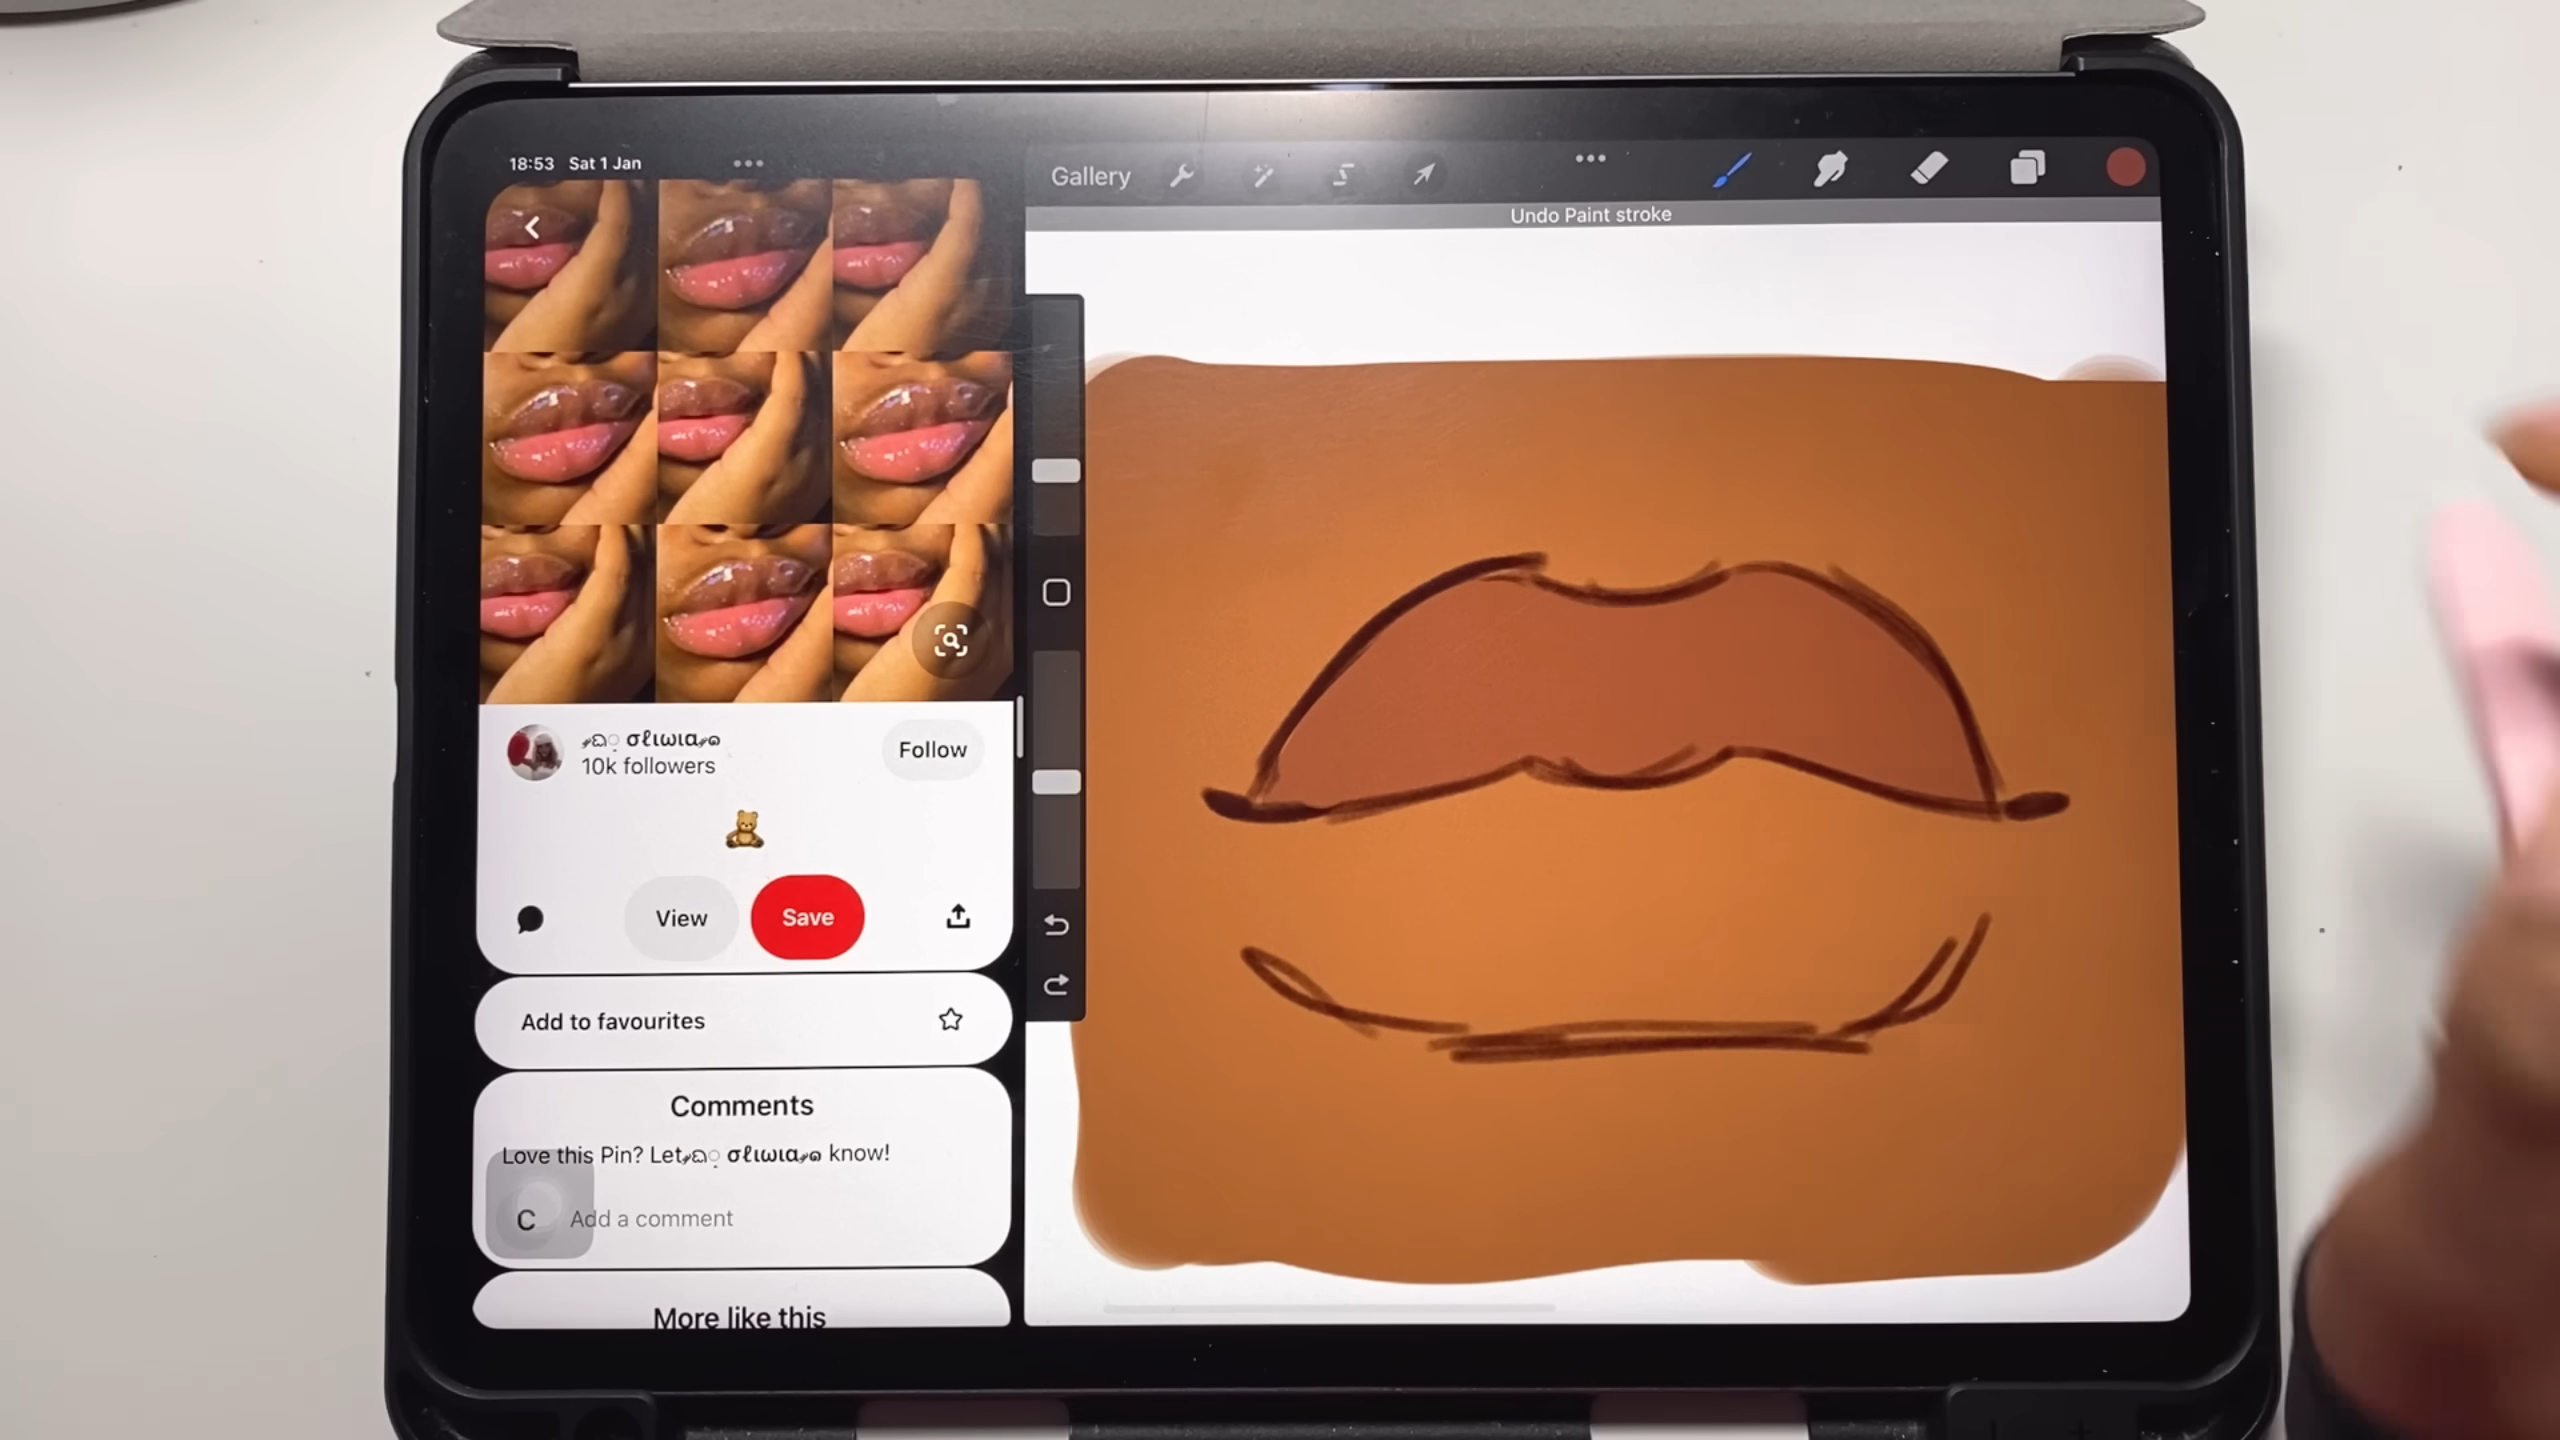 18:53 Sat 1 Jan
Gallery
Undo Paint stroke
σℓιωια
10k followers
Follow
View
Save
Add to favourites
Comments
Love this Pin? Let σℓιωια know!
C
Add a comment
More like this